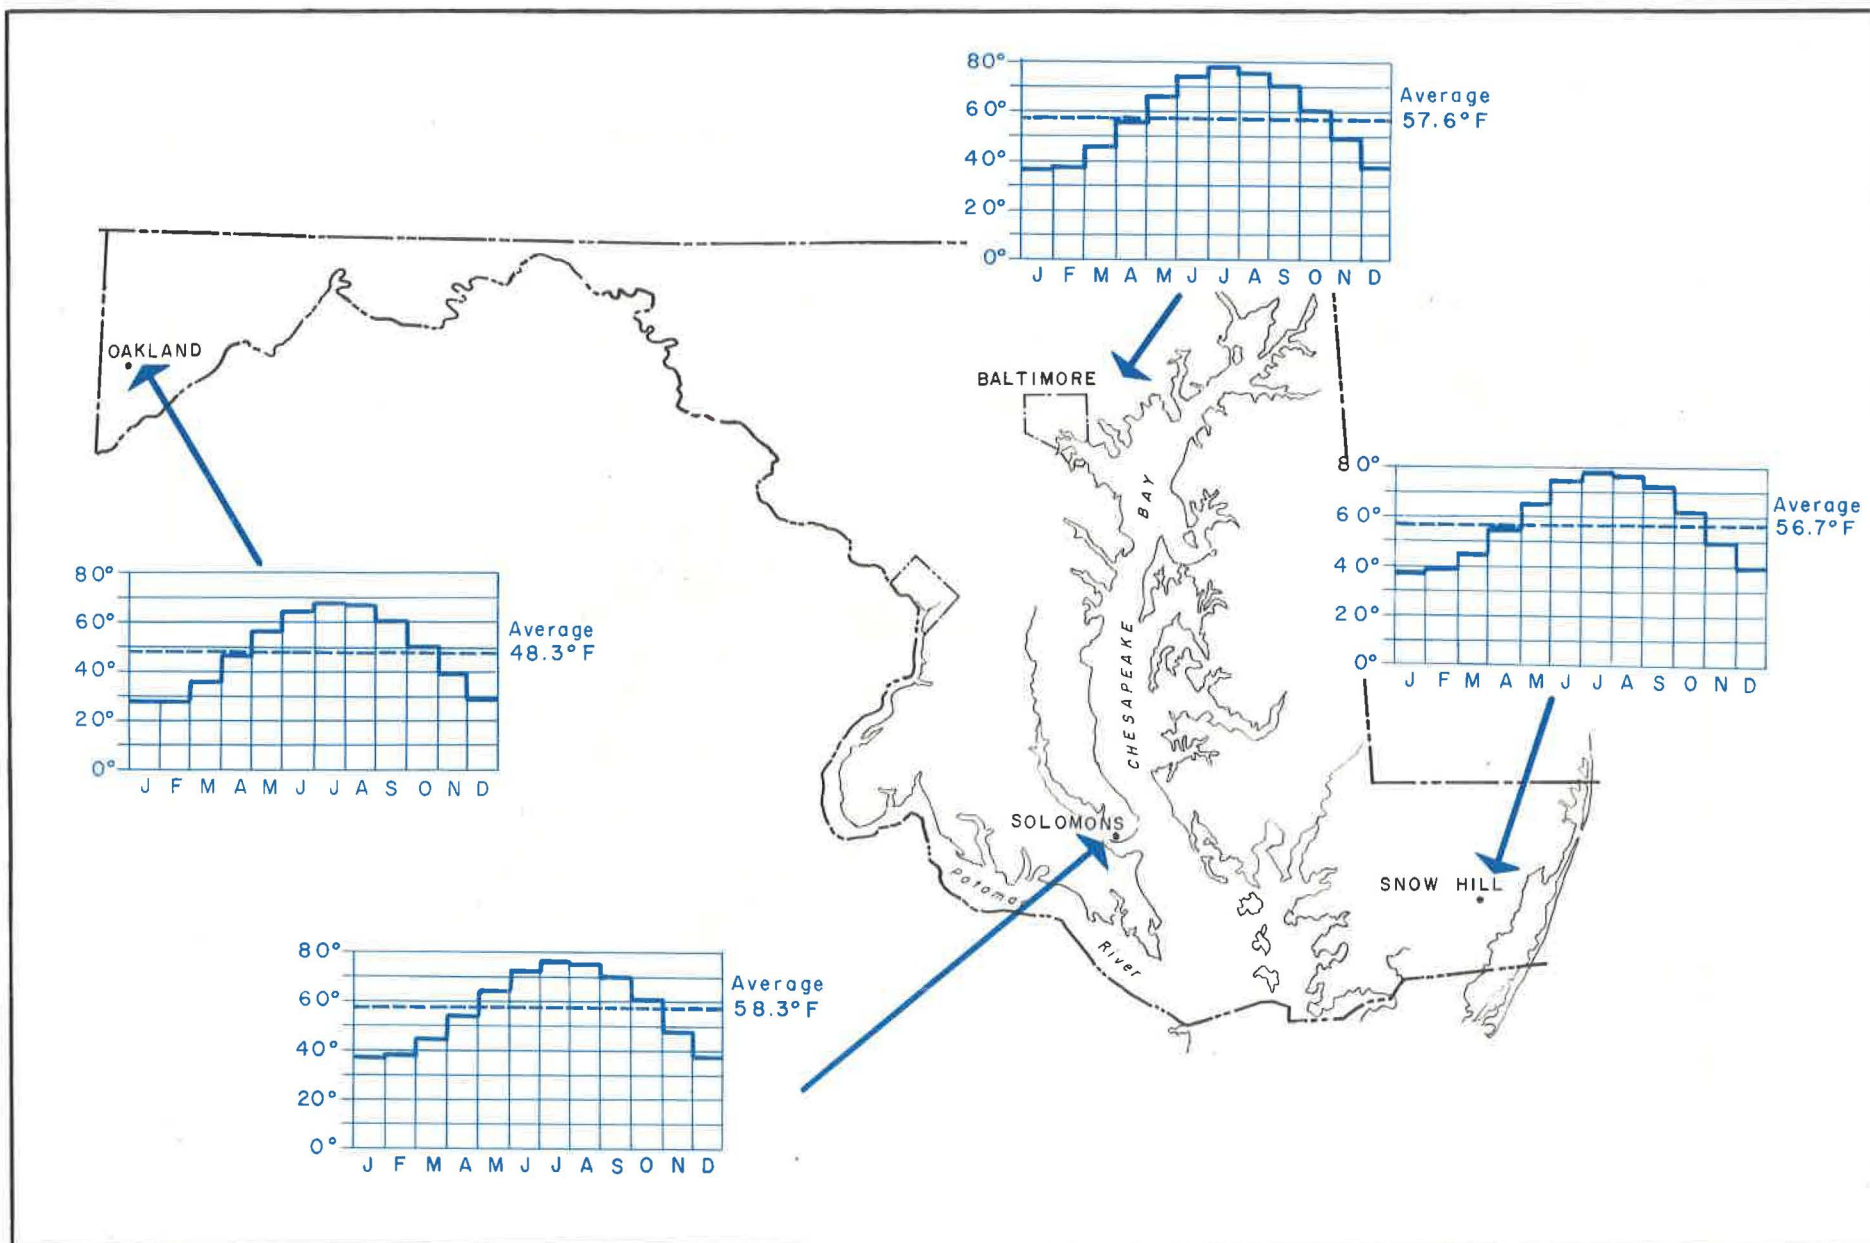 80°
60°
40°
20°
0°
J F M A M J J A S O N D
Average
57.6°F
OAKLAND
BALTIMORE
80°
60°
40°
20°
0°
J F M A M J J A S O N D
Average
56.7°F
80°
60°
40°
20°
0°
J F M A M J J A S O N D
Average
48.3°F
CHESAPEAKE BAY
SOLOMONS
SNOW HILL
Potoma
River
80°
60°
40°
20°
0°
J F M A M J J A S O N D
Average
58.3°F